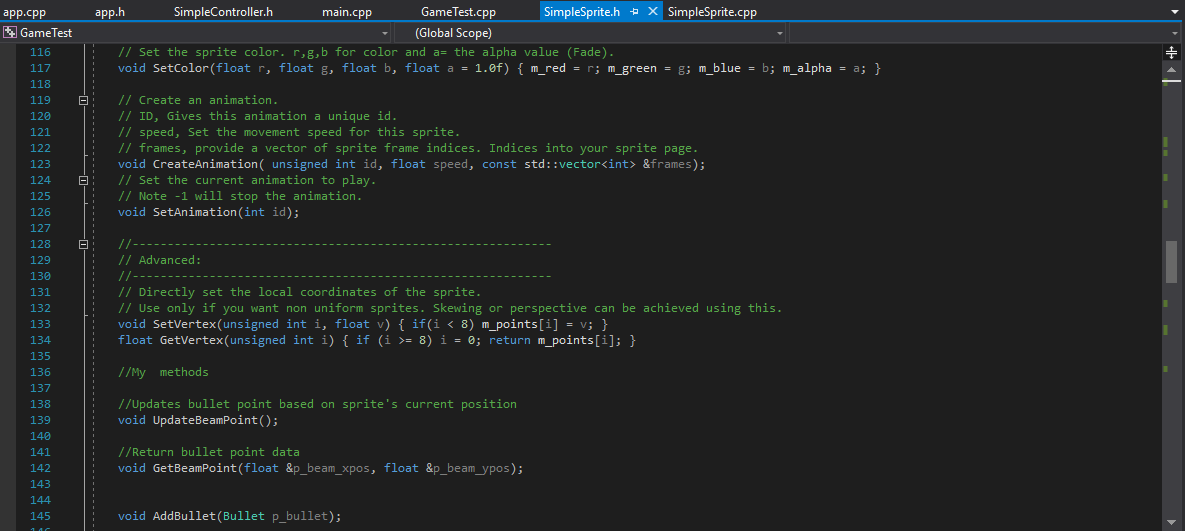 app.cpp app.h SimpleController.h main.cpp GameTest.cpp SimpleSprite.h SimpleSprite.cpp
GameTest (Global Scope)
116 // Set the sprite color. r,g,b for color and a= the alpha value (Fade).
117 void SetColor(float r, float g, float b, float a = 1.0f) { m_red = r; m_green = g; m_blue = b; m_alpha = a; }
118
119 // Create an animation.
120 // ID, Gives this animation a unique id.
121 // speed, Set the movement speed for this sprite.
122 // frames, provide a vector of sprite frame indices. Indices into your sprite page.
123 void CreateAnimation( unsigned int id, float speed, const std::vector<int> &frames);
124 // Set the current animation to play.
125 // Note -1 will stop the animation.
126 void SetAnimation(int id);
127
128 //------------------------------------------------------------
129 // Advanced:
130 //------------------------------------------------------------
131 // Directly set the local coordinates of the sprite.
132 // Use only if you want non uniform sprites. Skewing or perspective can be achieved using this.
133 void SetVertex(unsigned int i, float v) { if(i < 8) m_points[i] = v; }
134 float GetVertex(unsigned int i) { if (i >= 8) i = 0; return m_points[i]; }
135
136 //My  methods
137
138 //Updates bullet point based on sprite's current position
139 void UpdateBeamPoint();
140
141 //Return bullet point data
142 void GetBeamPoint(float &p_beam_xpos, float &p_beam_ypos);
143
144
145 void AddBullet(Bullet p_bullet);
146